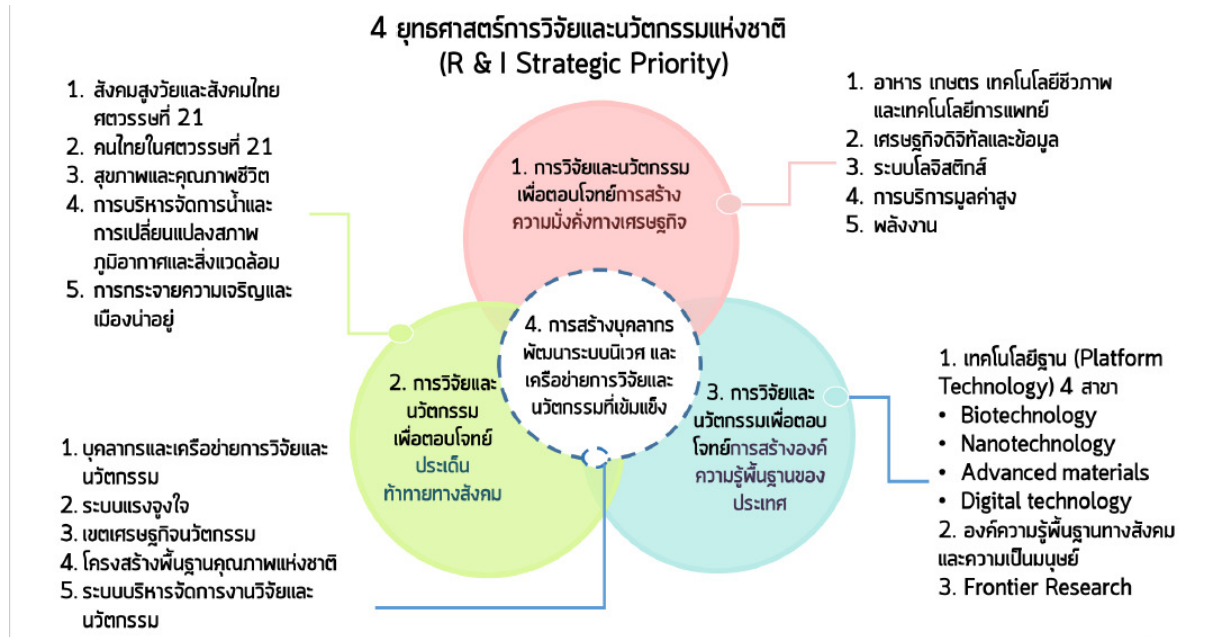 4 ยุทธศาสตร์การวิจัยและนวัตกรรมแห่งชาติ
(R & I Strategic Priority)
1. สังคมสูงวัยและสังคมไทย
ศตวรรษที่ 21
2. คนไทยในศตวรรษที่ 21
3. สุขภาพและคุณภาพชีวิต
4. การบริหารจัดการน้ำและ
การเปลี่ยนแปลงสภาพ
ภูมิอากาศและสิ่งแวดล้อม
5. การกระจายความเจริญและ
เมืองน่าอยู่
1. อาหาร เกษตร เทคโนโลยีชีวภาพ
และเทคโนโลยีการแพทย์
2. เศรษฐกิจดิจิทัลและข้อมูล
3. ระบบโลจิสติกส์
4. การบริการมูลค่าสูง
5. พลังงาน
1. การวิจัยและนวัตกรรม
เพื่อตอบโจทย์การสร้าง
ความมั่งคั่งทางเศรษฐกิจ
4. การสร้างบุคลากร
พัฒนาระบบนิเวศ และ
เครือข่ายการวิจัยและ
นวัตกรรมที่เข้มแข็ง
2. การวิจัยและ
นวัตกรรม
เพื่อตอบโจทย์
ประเด็น
ท้าทายทางสังคม
3. การวิจัยและ
นวัตกรรมเพื่อตอบ
โจทย์การสร้างองค์
ความรู้พื้นฐานของ
ประเทศ
1. บุคลากรและเครือข่ายการวิจัยและ
นวัตกรรม
2. ระบบแรงจูงใจ
3. เขตเศรษฐกิจนวัตกรรม
4. โครงสร้างพื้นฐานคุณภาพแห่งชาติ
5. ระบบบริหารจัดการงานวิจัยและ
นวัตกรรม
1. เทคโนโลยีฐาน (Platform
Technology) 4 สาขา
• Biotechnology
• Nanotechnology
• Advanced materials
• Digital technology
2. องค์ความรู้พื้นฐานทางสังคม
และความเป็นมนุษย์
3. Frontier Research